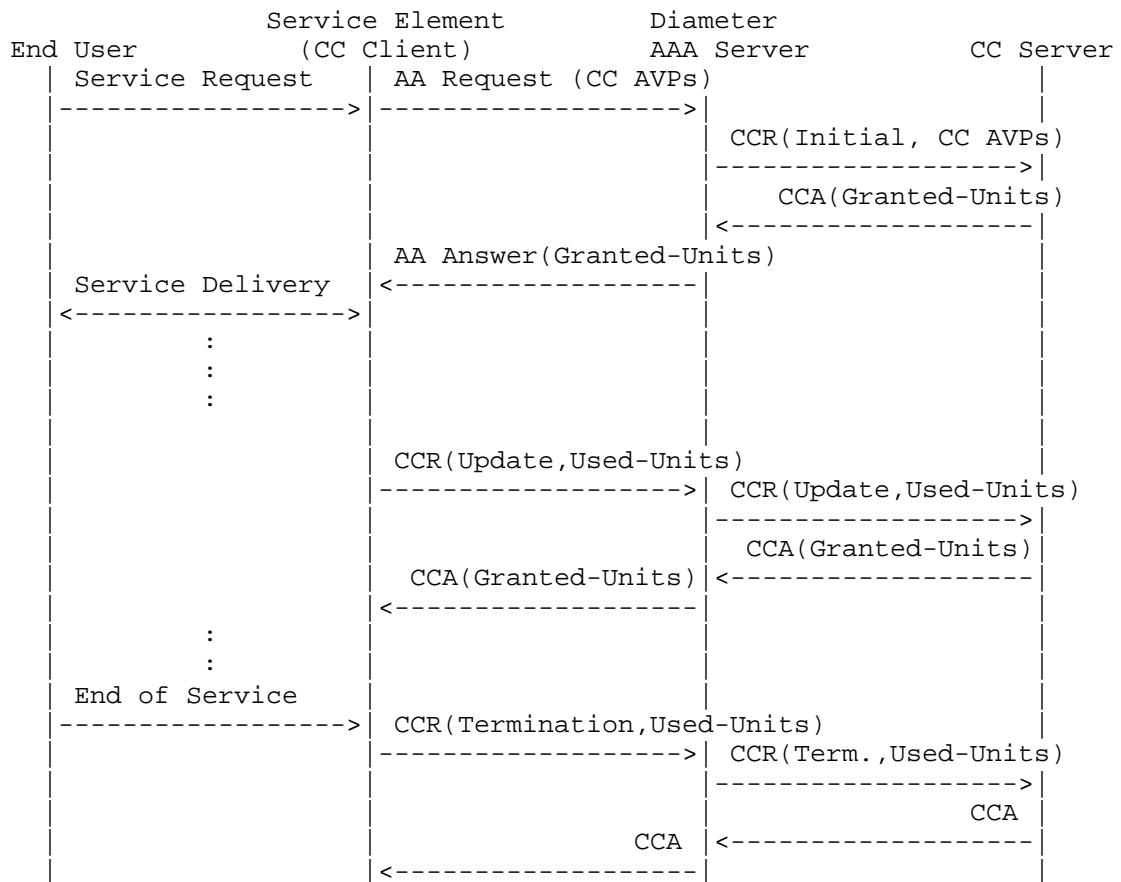 Service Element Diameter
End User (CC Client) AAA Server CC Server
Service Request AA Request (CC AVPs)
CCR(Initial, CC AVPs)
CCA(Granted-Units)
AA Answer(Granted-Units)
Service Delivery
:
:
:
CCR(Update,Used-Units)
CCR(Update,Used-Units)
CCA(Granted-Units)
CCA(Granted-Units)
:
:
End of Service
CCR(Termination,Used-Units)
CCR(Term.,Used-Units)
CCA
CCA